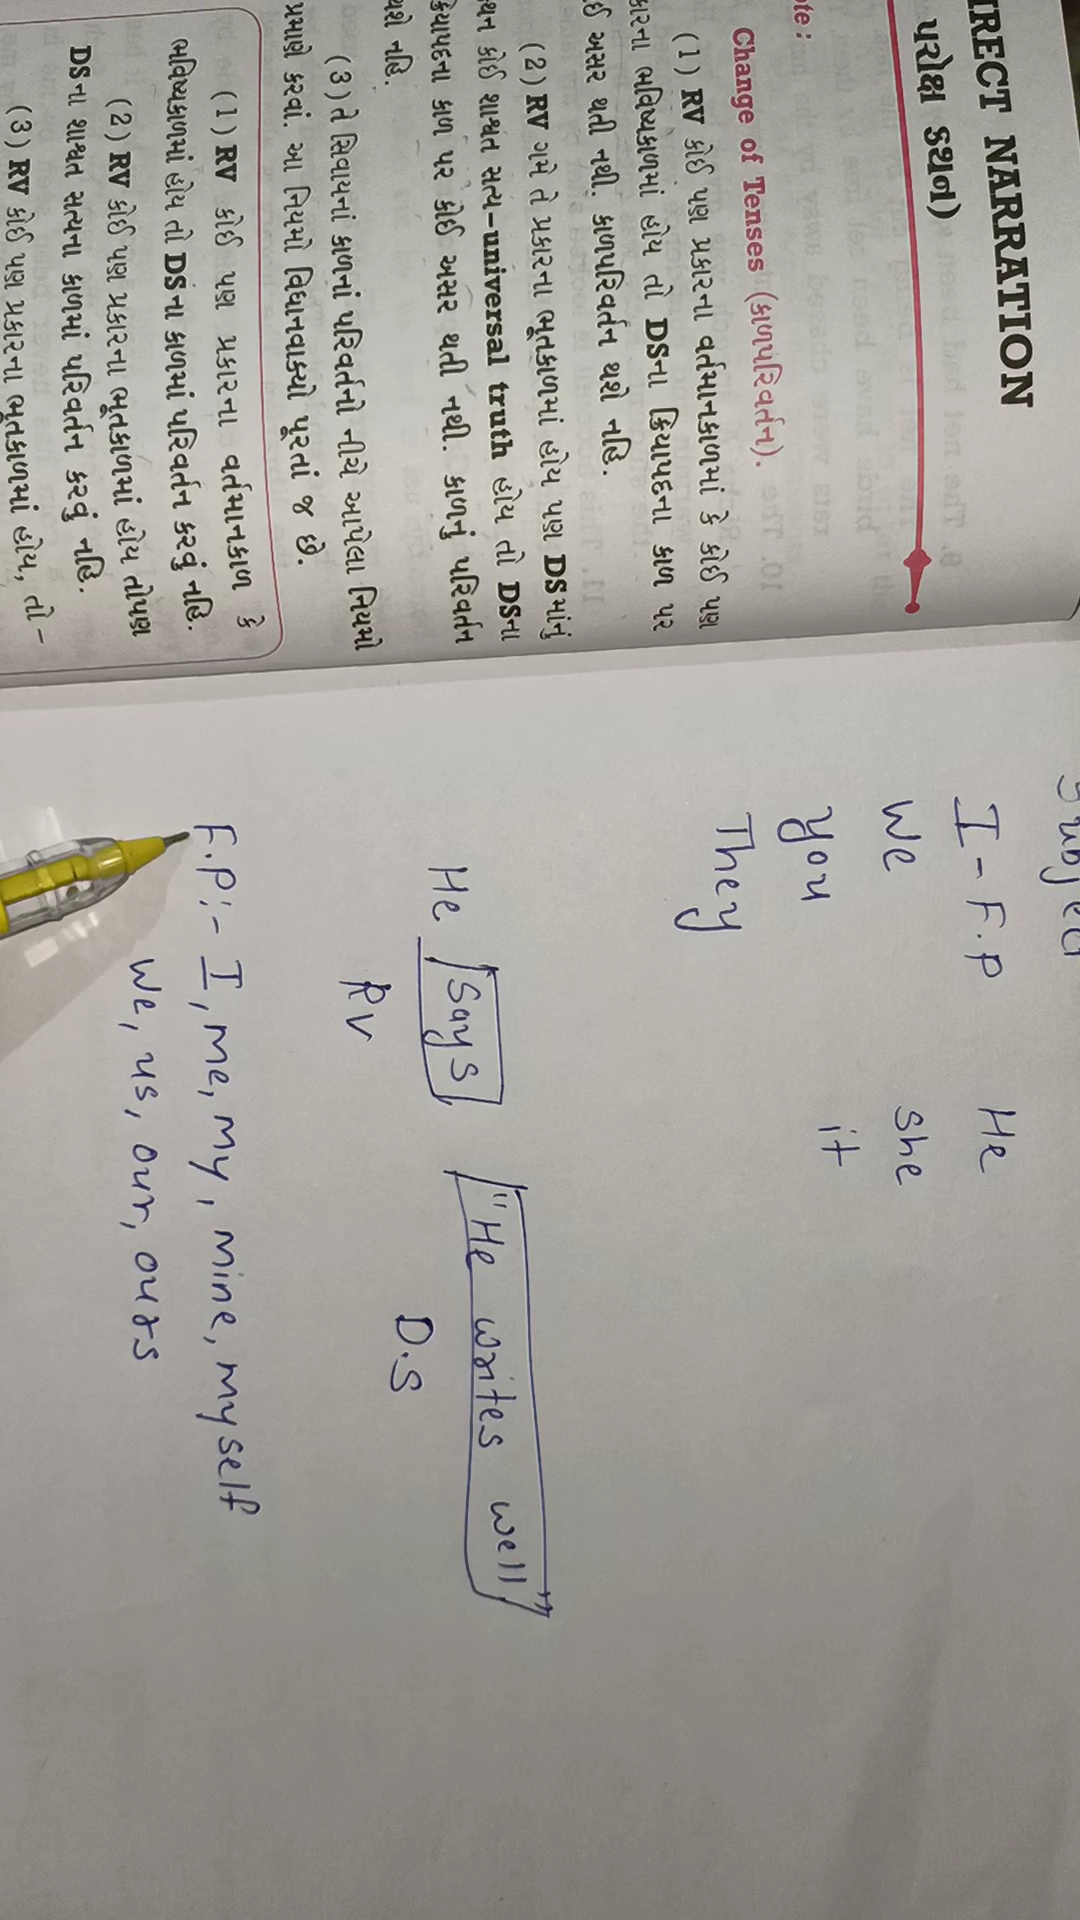 IRECT NARRATION
પરોક્ષ કથન)
Change of Tenses (કાળપરિવર્તન).
(1) RV કોઈ પણ પ્રકારના વર્તમાનકાળમાં કે કોઈ પણ
કારના ભવિષ્યકાળમાં હોય તો DSના ક્રિયાપદના કાળ પર
ઈ અસર થતી નથી. કાળપરિવર્તન થશે નહિ.
(2) RV ગમે તે પ્રકારના ભૂતકાળમાં હોય પણ DSમાંનું
થન કોઈ શાશ્વત સત્ય-universal truth હોય તો DSના
ક્રેયાપદના કાળ પર કોઈ અસર થતી નથી. કાળનું પરિવર્તન
થશે નહિ.
(3) તે સિવાયનાં કાળનાં પરિવર્તનો નીચે આપેલા નિયમો
પ્રમાણે કરવાં. આ નિયમો વિધાનવાક્યો પૂરતાં જ છે.
(1) RV કોઈ પણ પ્રકારના વર્તમાનકાળ કે
ભવિષ્યકાળમાં હોય તો DSના કાળમાં પરિવર્તન કરવું નહિ.
(2) RV કોઈ પણ પ્રકારના ભૂતકાળમાં હોય તોપણ
DSના શાશ્વત સત્યના કાળમાં પરિવર્તન કરવું નહિ.
(3) RV કોઈ પણ પ્રકારના ભૂતકાળમાં હોય, તો -
Subject
I - F.P He
We she
you it
They
He Says "He writes well"
RV D.S
F.P:- I, me, my, mine, myself
We, us, our, ours